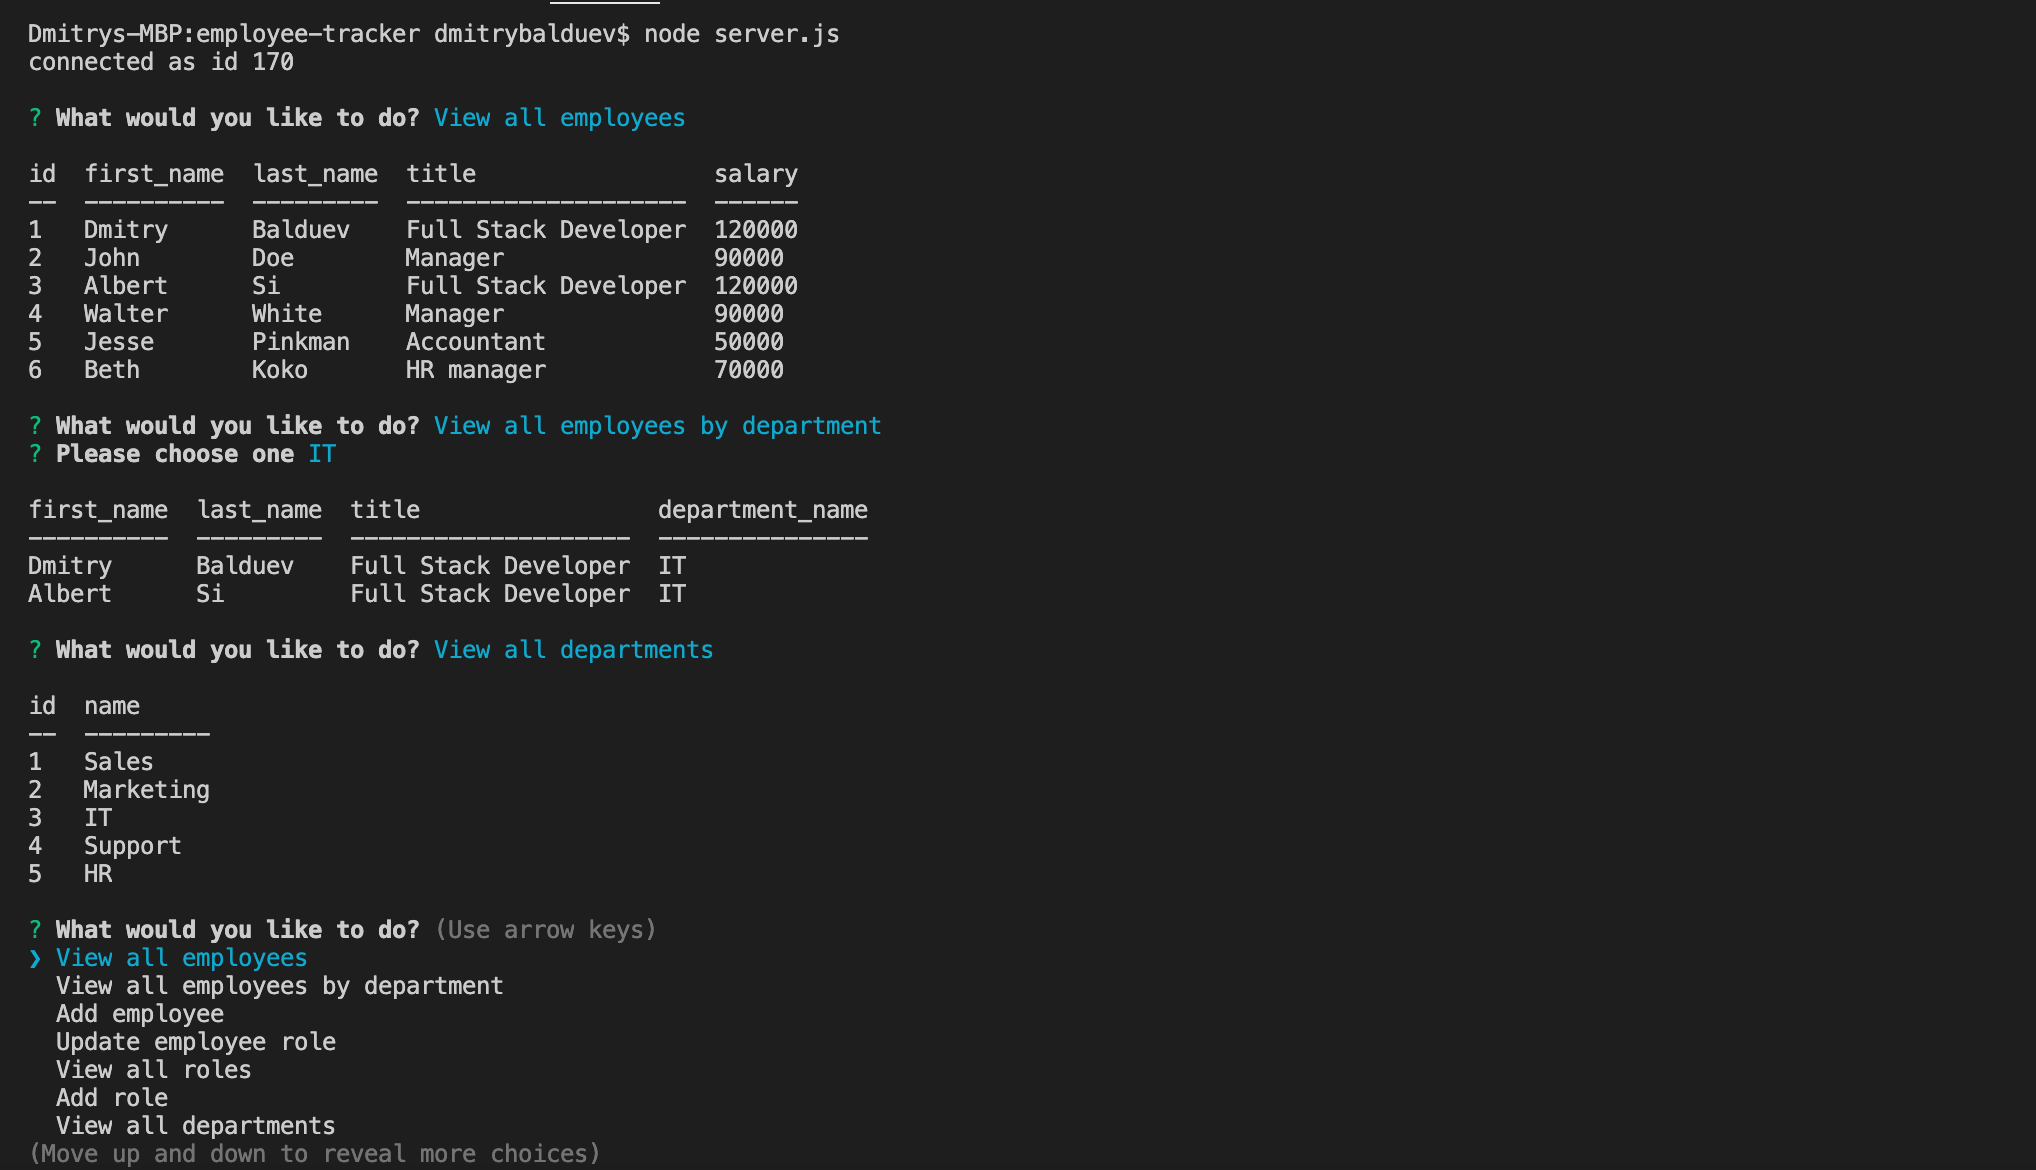 Dmitrys-MBP:employee-tracker dmitrybalduev$ node server.js
connected as id 170
? What would you like to do? View all employees
id  first_name  last_name  title                 salary
--  ----------  ---------  --------------------  ------
1   Dmitry      Balduev    Full Stack Developer  120000
2   John        Doe        Manager               90000
3   Albert      Si         Full Stack Developer  120000
4   Walter      White      Manager               90000
5   Jesse       Pinkman    Accountant            50000
6   Beth        Koko       HR manager            70000
? What would you like to do? View all employees by department
? Please choose one IT
first_name  last_name  title                 department_name
----------  ---------  --------------------  ---------------
Dmitry      Balduev    Full Stack Developer  IT
Albert      Si         Full Stack Developer  IT
? What would you like to do? View all departments
id  name
--  ---------
1   Sales
2   Marketing
3   IT
4   Support
5   HR
? What would you like to do? (Use arrow keys)
❯ View all employees
  View all employees by department
  Add employee
  Update employee role
  View all roles
  Add role
  View all departments
(Move up and down to reveal more choices)